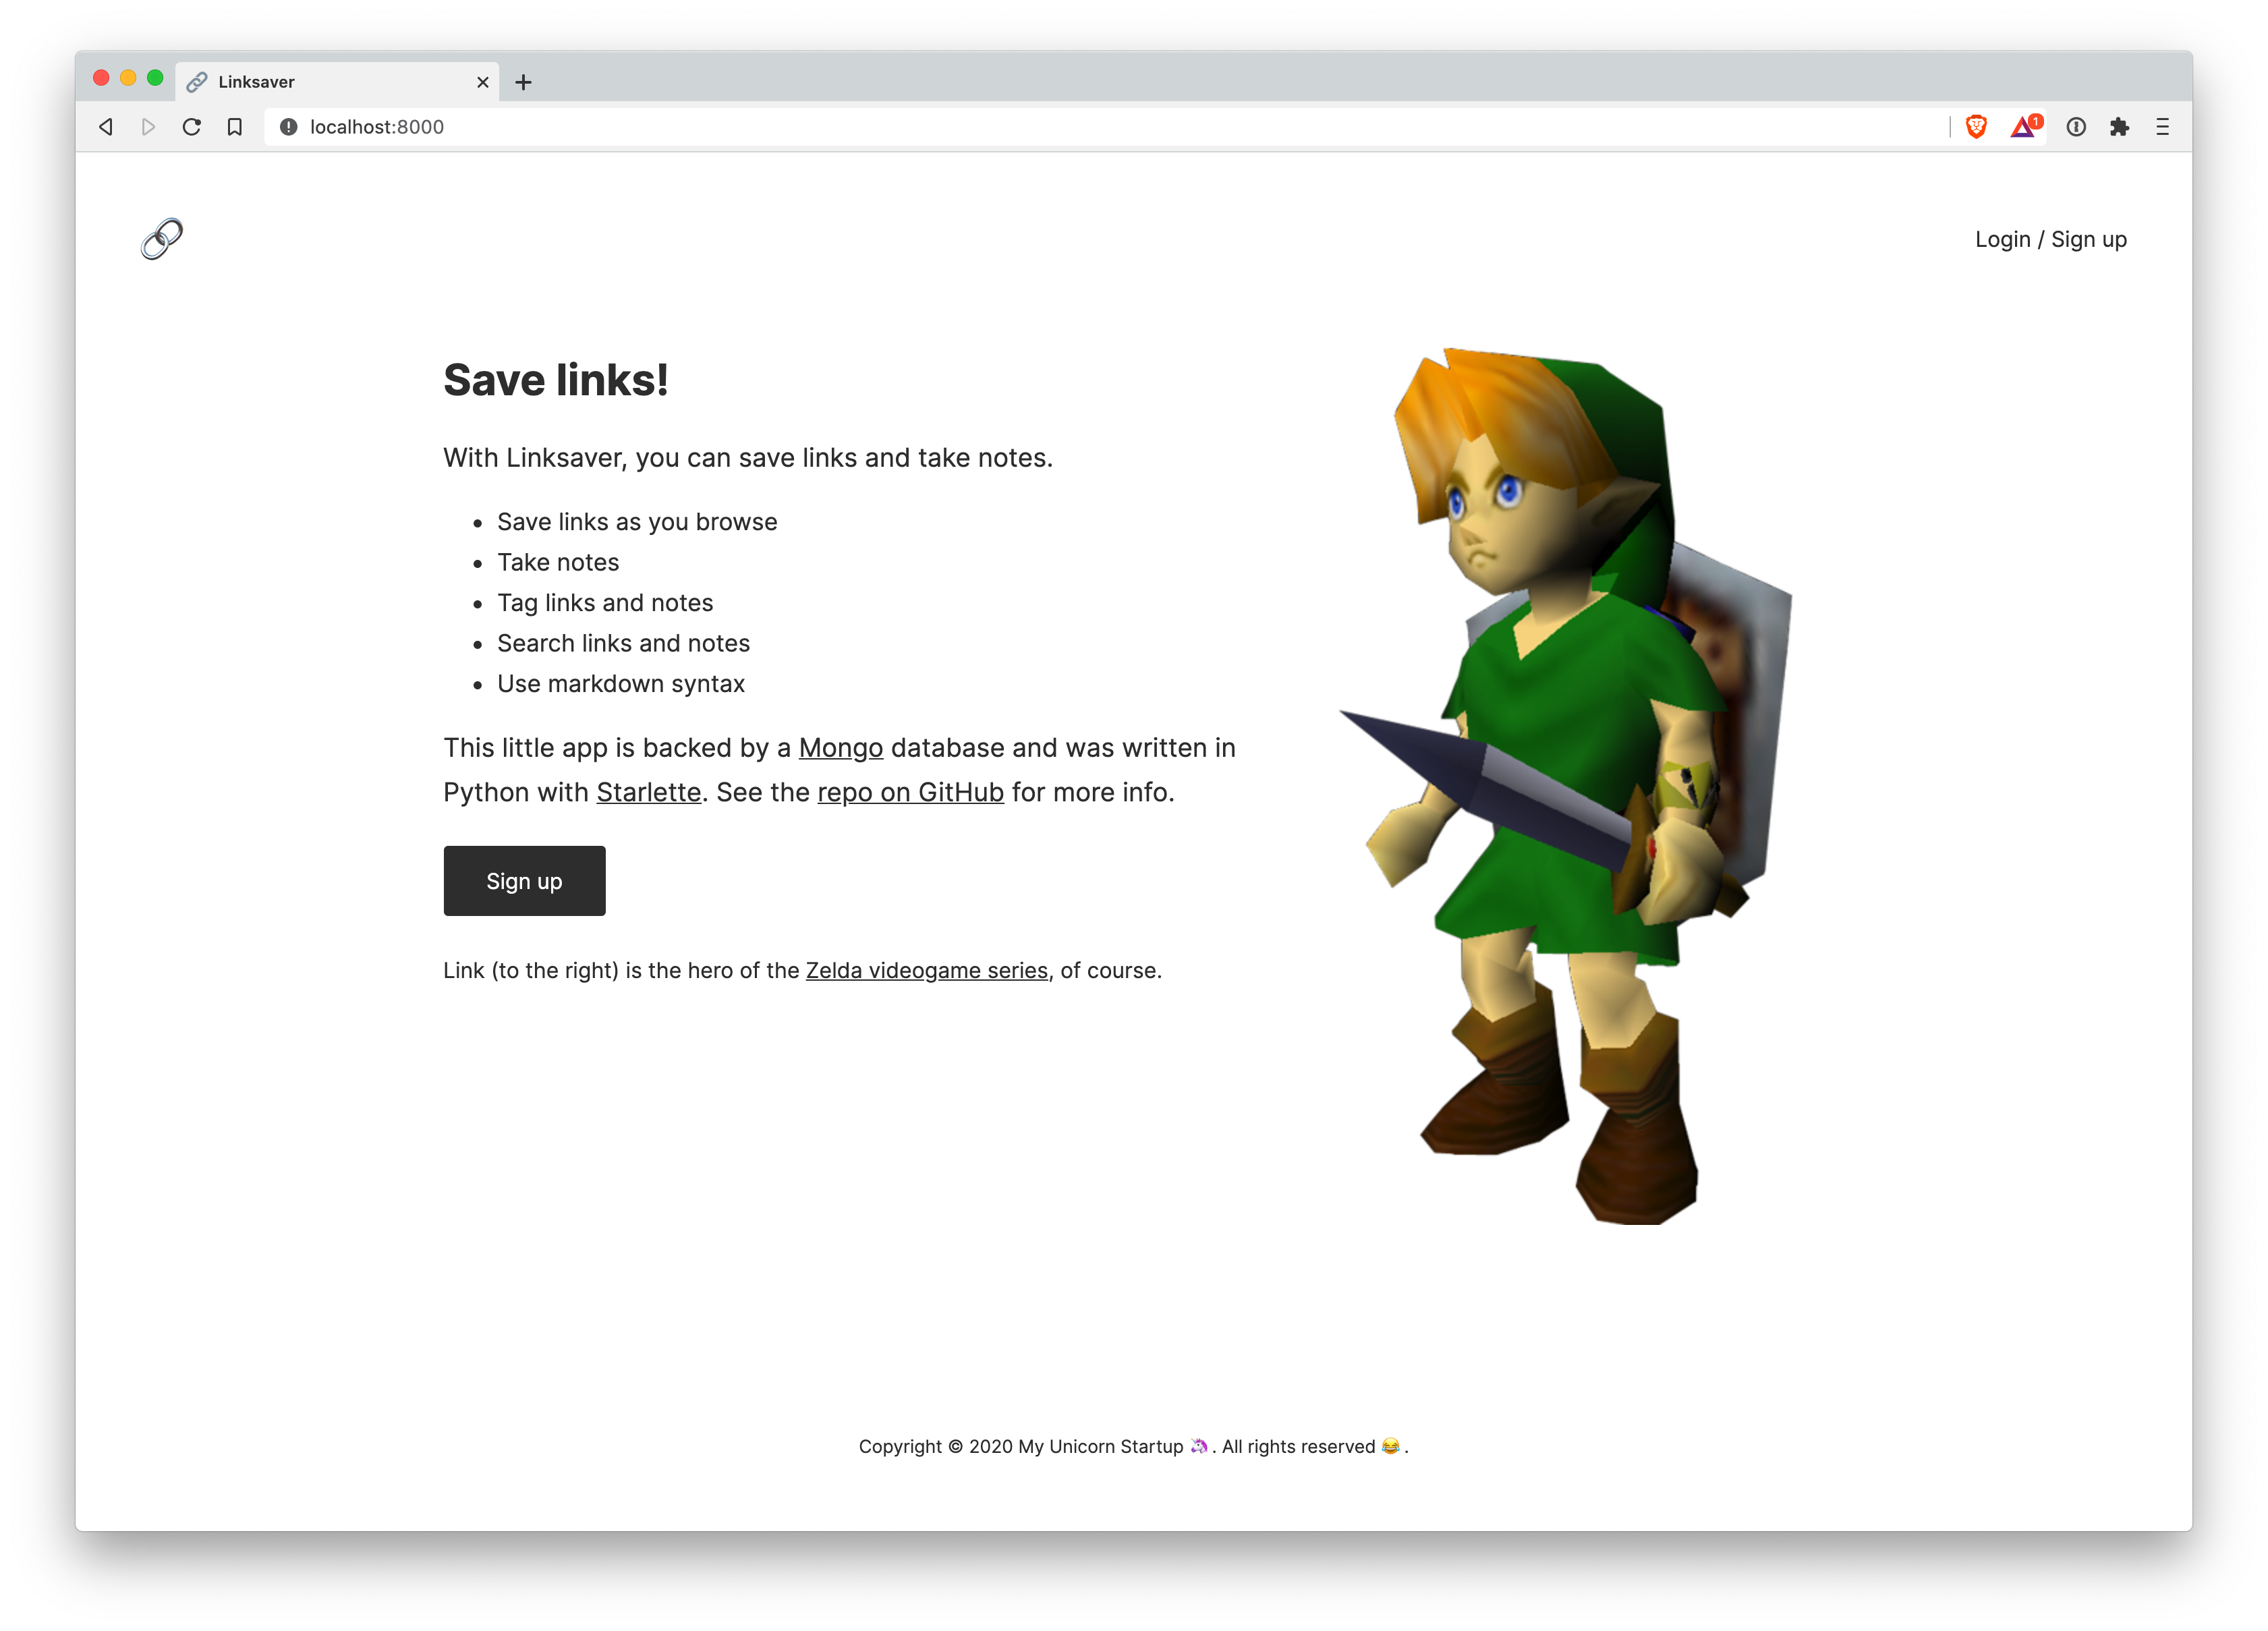 Linksaver
localhost:8000
1
Login / Sign up
Save links!
With Linksaver, you can save links and take notes.
• Save links as you browse
• Take notes
• Tag links and notes
• Search links and notes
• Use markdown syntax
This little app is backed by a Mongo database and was written in
Python with Starlette. See the repo on GitHub for more info.
Sign up
Link (to the right) is the hero of the Zelda videogame series, of course.
Copyright © 2020 My Unicorn Startup 🦄. All rights reserved 😂.